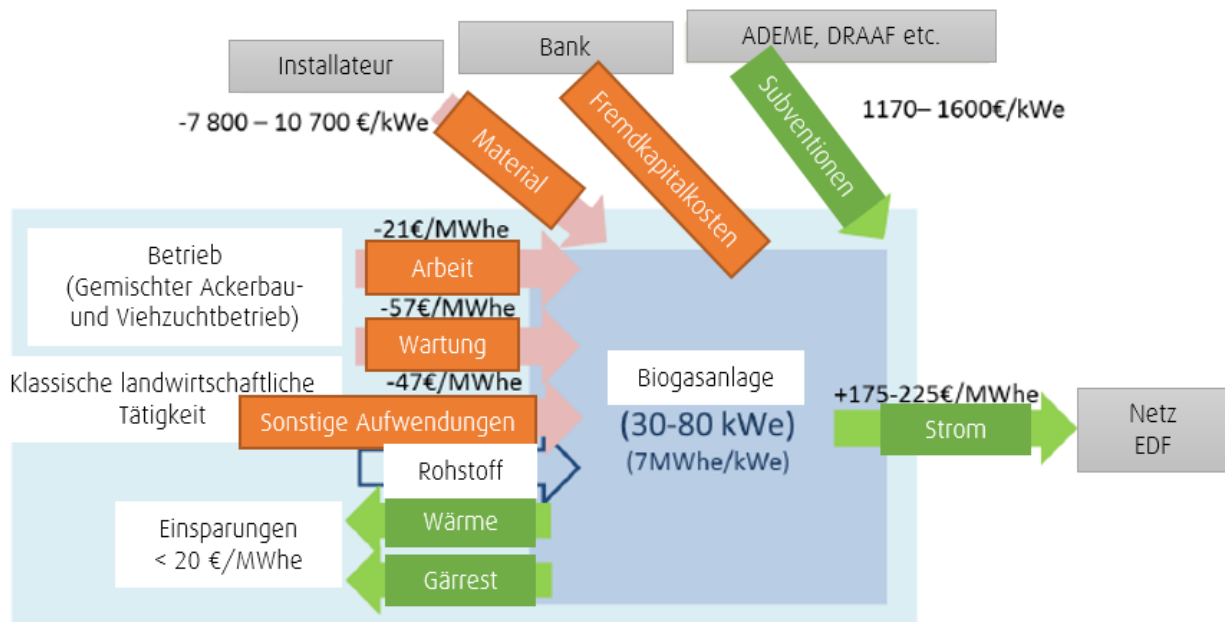 Installateur
Bank
ADEME, DRAAF etc.
-7 800 – 10 700 €/kWe
Material
Fremdkapitalkosten
Subventionen
1170– 1600€/kWe
Betrieb
(Gemischter Ackerbau-
und Viehzuchtbetrieb)
-21€/MWhe
Arbeit
-57€/MWhe
Wartung
Klassische landwirtschaftliche
Tätigkeit
-47€/MWhe
Sonstige Aufwendungen
Rohstoff
Biogasanlage
(30-80 kWe)
(7MWhe/kWe)
+175-225€/MWhe
Strom
Netz
EDF
Einsparungen
< 20 €/MWhe
Wärme
Gärrest